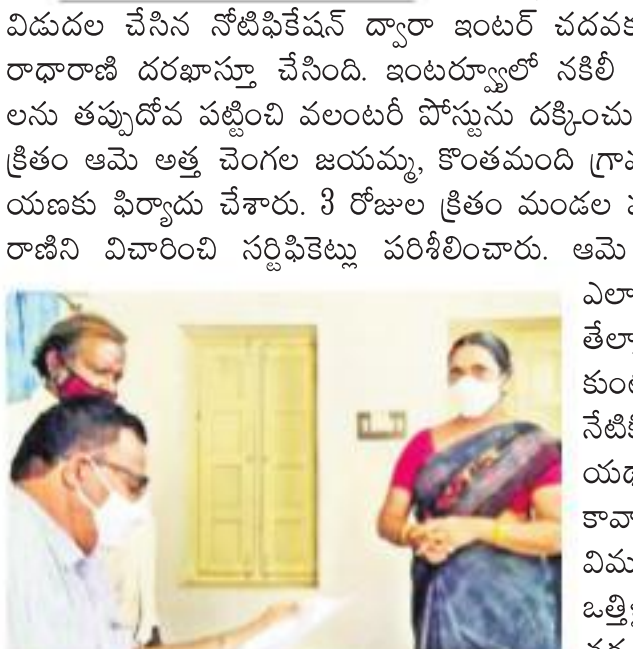 విడుదల చేసిన నోటిఫికేషన్ ద్వారా ఇంటర్ చదవక
రాధారాణి దరఖాస్తూ చేసింది. ఇంటర్వ్యూలో నకిలీ
లను తప్పుదోవ పట్టించి వలంటరీ పోస్టును దక్కించు
క్రితం ఆమె అత్త చెంగల జయమ్మ, కొంతమంది గ్రామ
యణకు ఫిర్యాదు చేశారు. 3 రోజుల క్రితం మండల
రాణిని విచారించి సర్టిఫికెట్లు పరిశీలించారు. ఆమె
ఎలా
తేల్చా
కుంట
నేటికీ
యథ
కావా
విమ
ఒత్తి